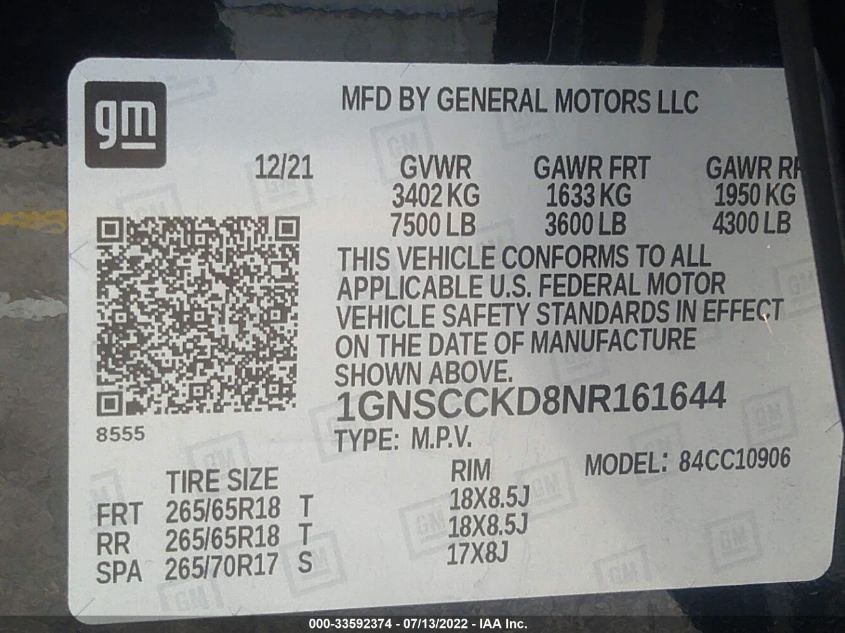 gm
MFD BY GENERAL MOTORS LLC
12/21 GVWR GAWR FRT GAWR
3402 KG 1633 KG 1950 KG
7500 LB 3600 LB 4300 LB
THIS VEHICLE CONFORMS TO ALL
APPLICABLE U.S. FEDERAL MOTOR
VEHICLE SAFETY STANDARDS IN EFFECT
ON THE DATE OF MANUFACTURE
SHOWN ABOVE.
1GNSCCKD8NR161644
8555
TYPE: M.P.V.
MODEL: 84CC10906
TIRE SIZE RIM
FRT 265/65R18 T 18X8.5J
RR 265/65R18 T 18X8.5J
SPA 265/70R17 S 17X8J
000-33592374 - 07/13/2022 - IAA Inc.